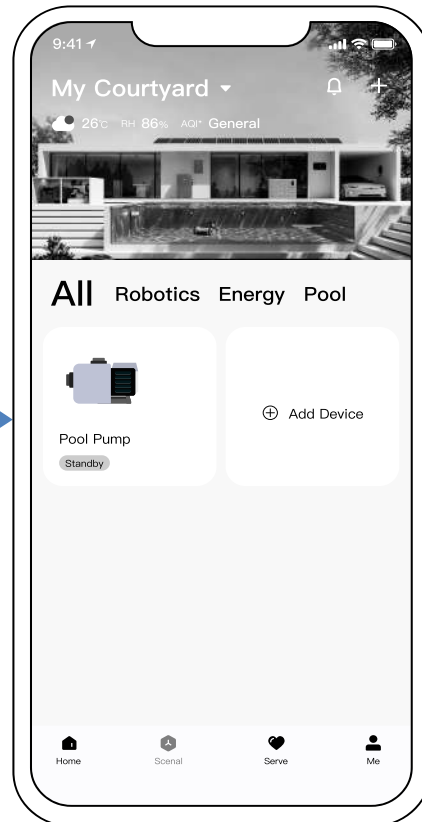 9:41
My Courtyard
26°C RH 86% AQI* General
All Robotics Energy Pool
Pool Pump
Standby
Add Device
Home Scenal Serve Me